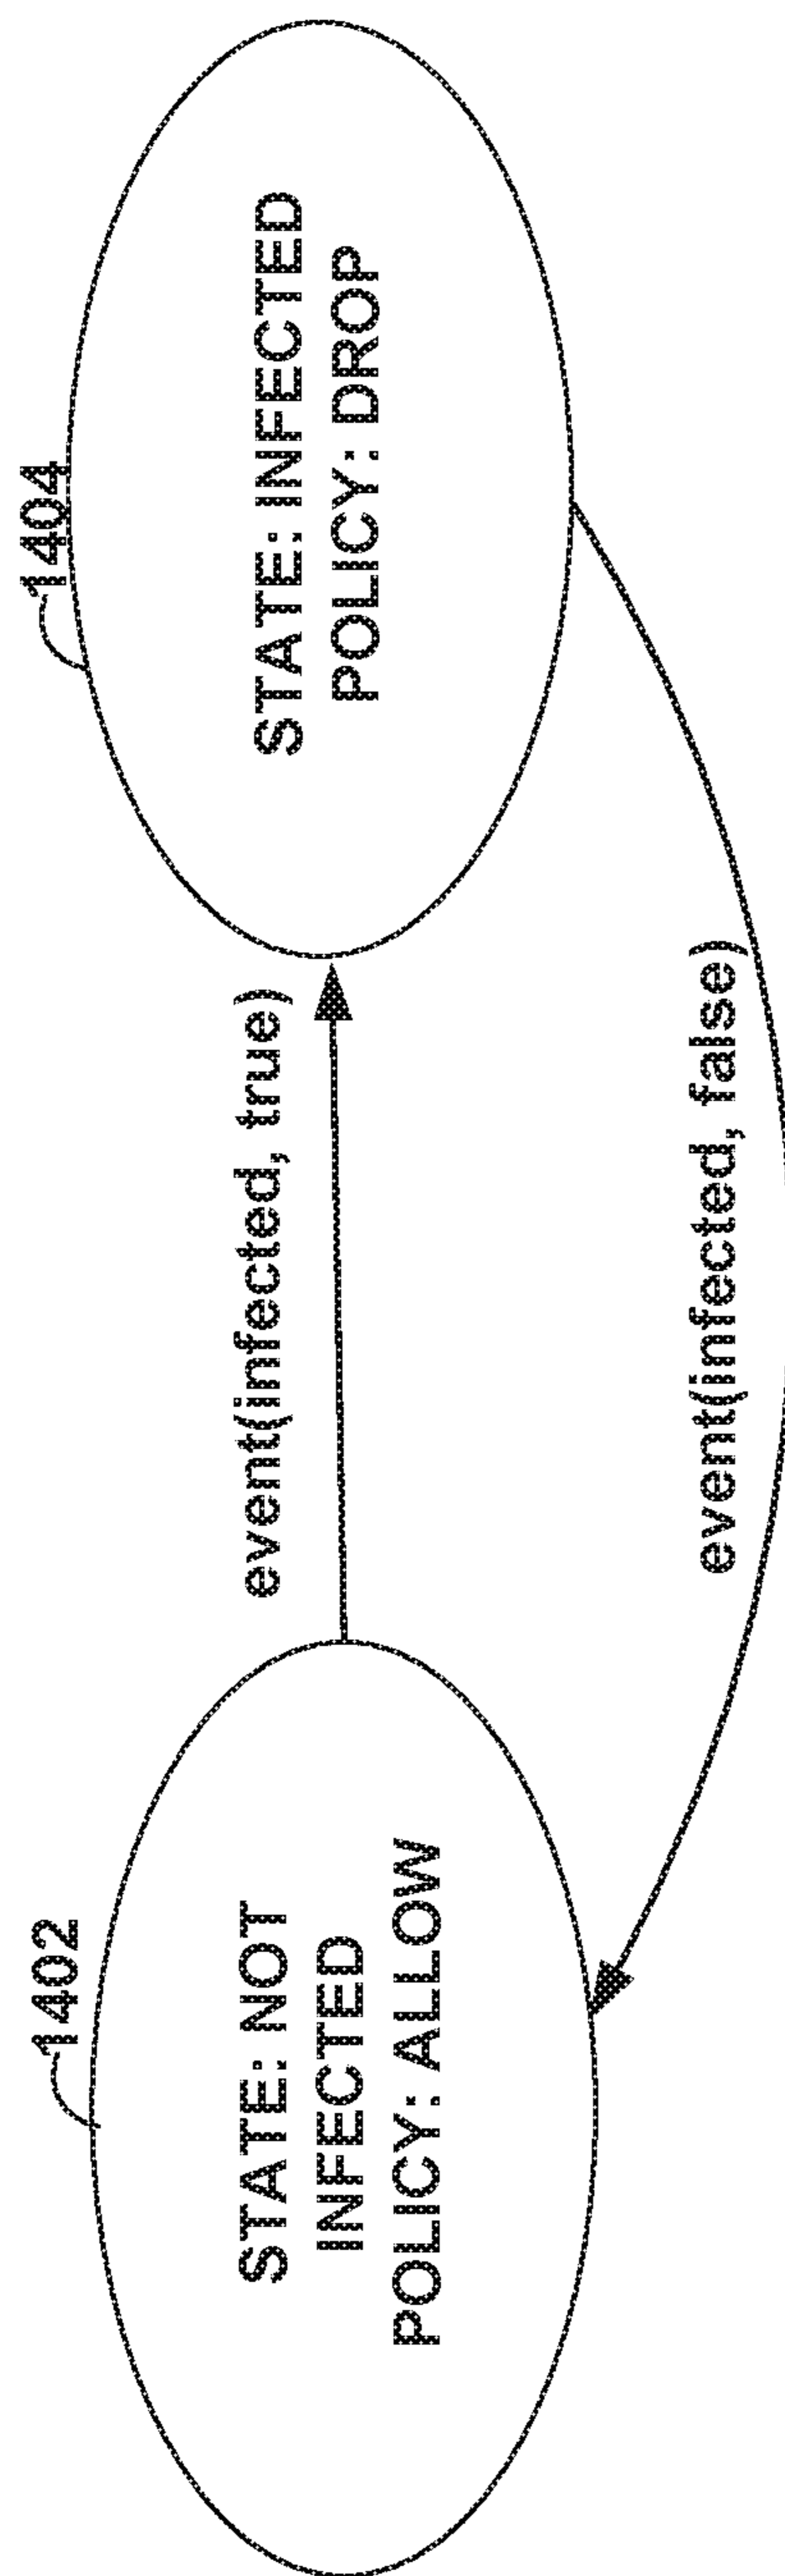 1402
STATE: NOT
INFECTED
POLICY: ALLOW
event(infected, true)
1404
STATE: INFECTED
POLICY: DROP
event(infected, false)